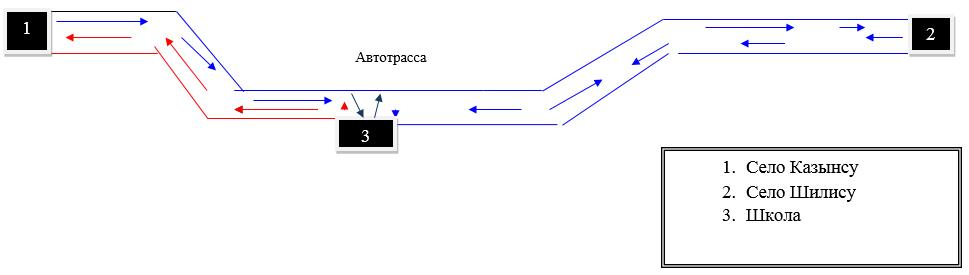 1
2
Автотрасса
3
1. Село Казынсу
2. Село Шилису
3. Школа